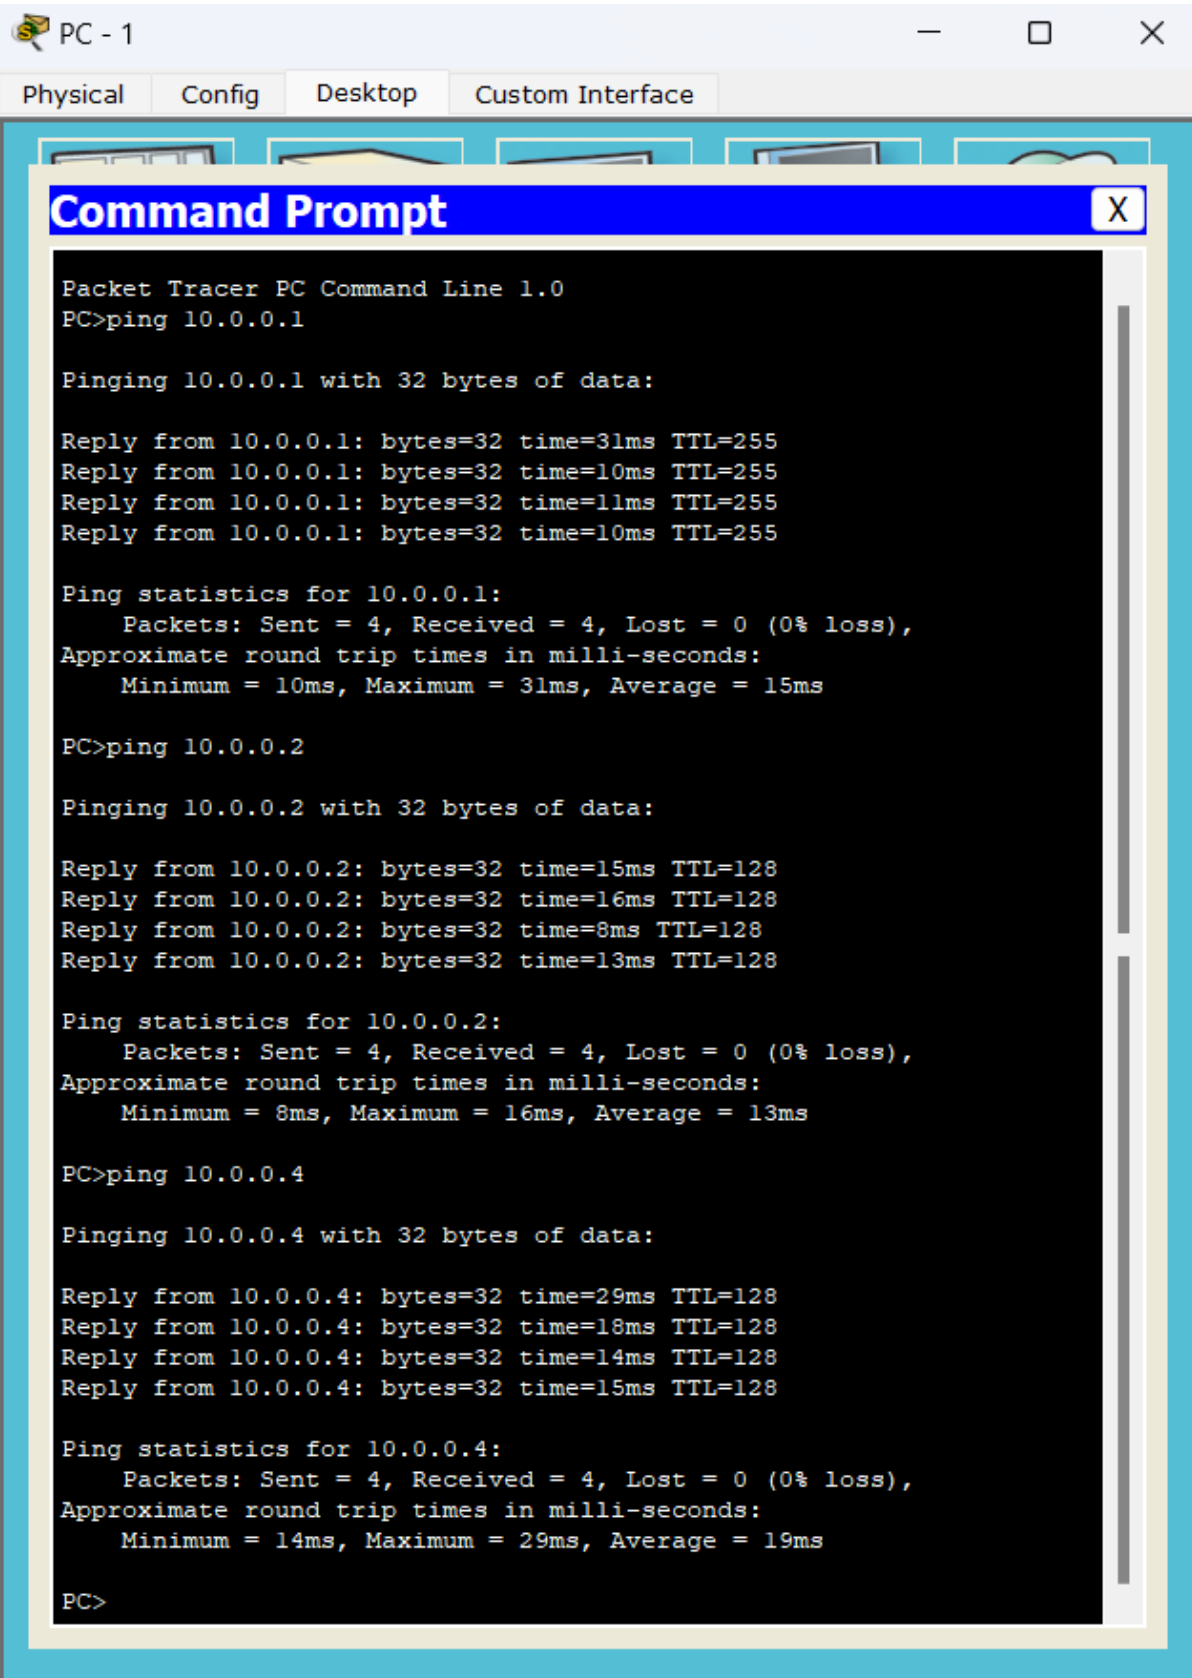 PC - 1
Physical Config Desktop Custom Interface
Command Prompt X
Packet Tracer PC Command Line 1.0
PC>ping 10.0.0.1
Pinging 10.0.0.1 with 32 bytes of data:
Reply from 10.0.0.1: bytes=32 time=31ms TTL=255
Reply from 10.0.0.1: bytes=32 time=10ms TTL=255
Reply from 10.0.0.1: bytes=32 time=11ms TTL=255
Reply from 10.0.0.1: bytes=32 time=10ms TTL=255
Ping statistics for 10.0.0.1:
Packets: Sent = 4, Received = 4, Lost = 0 (0% loss),
Approximate round trip times in milli-seconds:
Minimum = 10ms, Maximum = 31ms, Average = 15ms
PC>ping 10.0.0.2
Pinging 10.0.0.2 with 32 bytes of data:
Reply from 10.0.0.2: bytes=32 time=15ms TTL=128
Reply from 10.0.0.2: bytes=32 time=16ms TTL=128
Reply from 10.0.0.2: bytes=32 time=8ms TTL=128
Reply from 10.0.0.2: bytes=32 time=13ms TTL=128
Ping statistics for 10.0.0.2:
Packets: Sent = 4, Received = 4, Lost = 0 (0% loss),
Approximate round trip times in milli-seconds:
Minimum = 8ms, Maximum = 16ms, Average = 13ms
PC>ping 10.0.0.4
Pinging 10.0.0.4 with 32 bytes of data:
Reply from 10.0.0.4: bytes=32 time=29ms TTL=128
Reply from 10.0.0.4: bytes=32 time=18ms TTL=128
Reply from 10.0.0.4: bytes=32 time=14ms TTL=128
Reply from 10.0.0.4: bytes=32 time=15ms TTL=128
Ping statistics for 10.0.0.4:
Packets: Sent = 4, Received = 4, Lost = 0 (0% loss),
Approximate round trip times in milli-seconds:
Minimum = 14ms, Maximum = 29ms, Average = 19ms
PC>